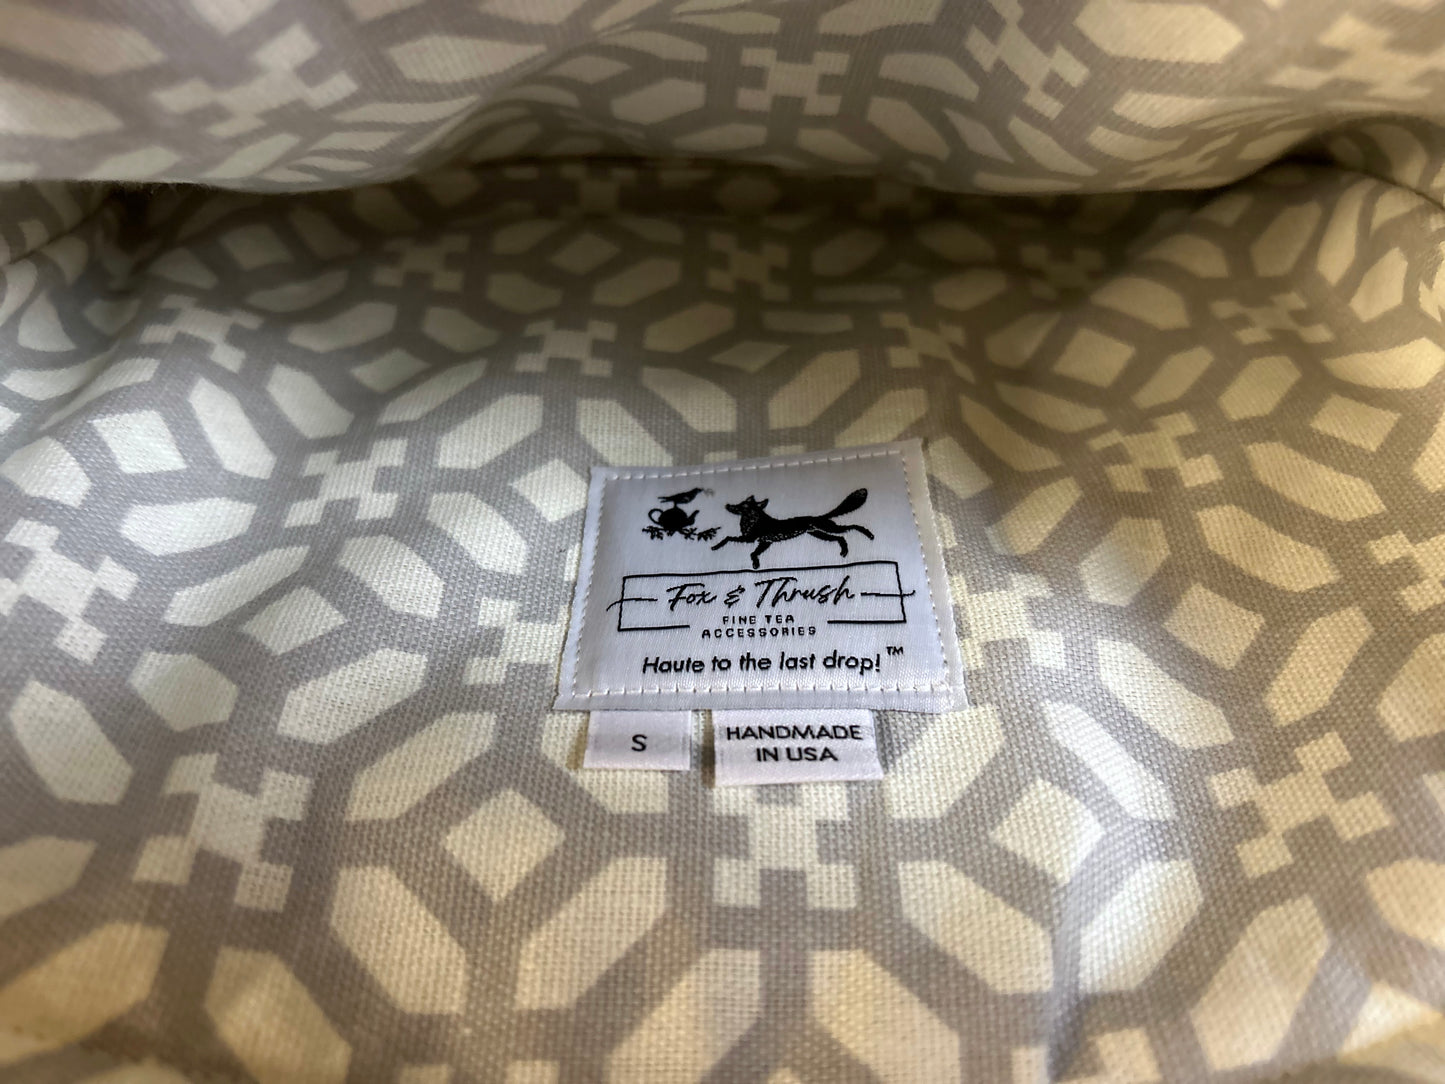 Fox & Thrush
FINE TEA
ACCESSORIES
Haute to the last drop!™
S
HANDMADE
IN USA